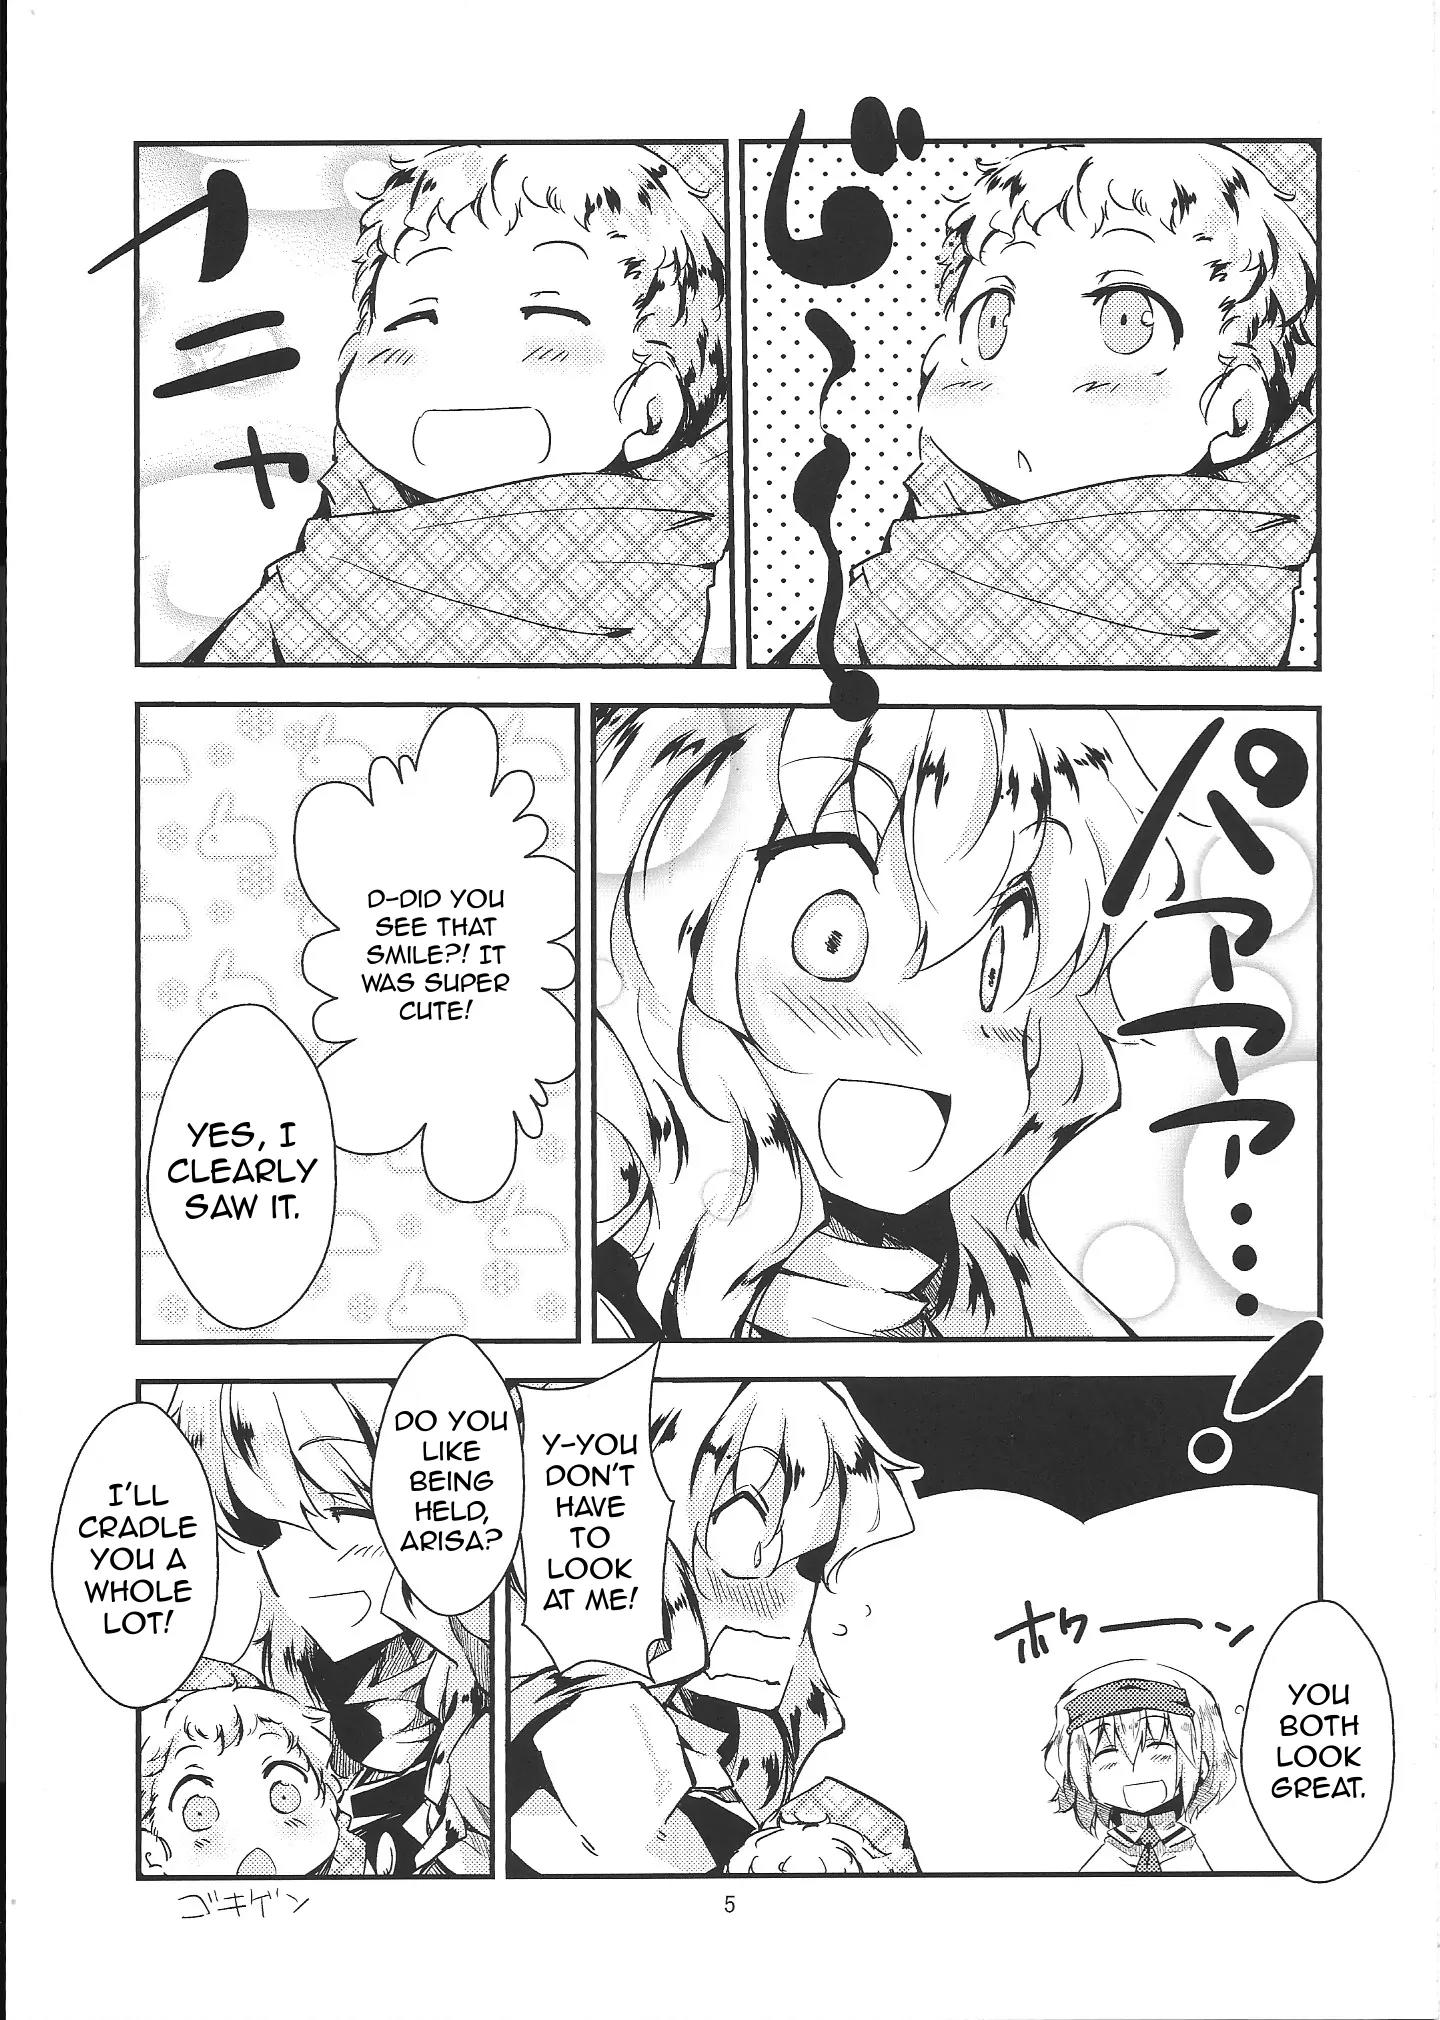 じ〜〜
ニャ
パアアアァ…
D-DID YOU
SEE THAT
SMILE?! IT
WAS SUPER
CUTE!
YES, I
CLEARLY
SAW IT.
!
YOU
BOTH
LOOK
GREAT.
ホワーーン
Y-YOU
DON'T
HAVE
TO
LOOK
AT ME!
DO YOU
LIKE
BEING
HELD,
ARISA?
I'LL
CRADLE
YOU A
WHOLE
LOT!
ゴキゲン
5